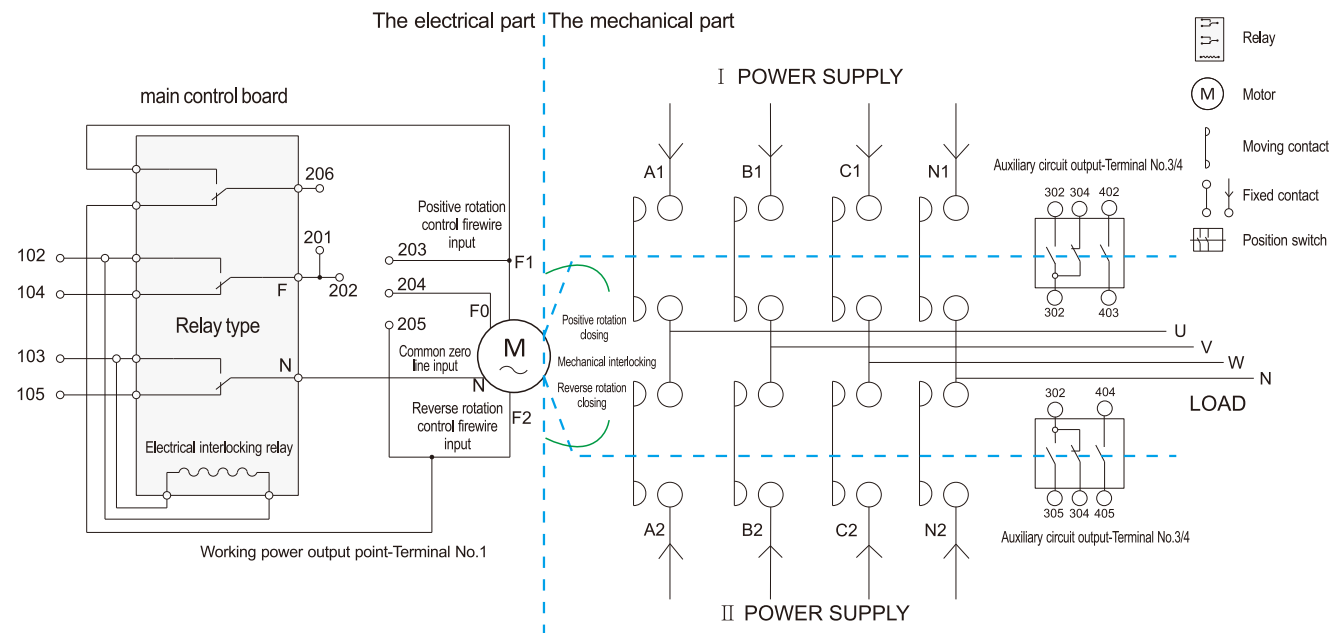 The electrical part
The mechanical part
main control board
206
201
202
F
102
104
Relay type
103
105
N
Electrical interlocking relay
Working power output point-Terminal No.1
Positive rotation
control firewire
input
203
F1
204
F0
205
M
Common zero
line input
N
Reverse rotation
control firewire
input
F2
Positive rotation
closing
Mechanical interlocking
Reverse rotation
closing
Ⅰ POWER SUPPLY
A1
B1
C1
N1
U
V
W
N
LOAD
A2
B2
C2
N2
Ⅱ POWER SUPPLY
Auxiliary circuit output-Terminal No.3/4
302 304 402
302
403
302
404
305 304 405
Auxiliary circuit output-Terminal No.3/4
Relay
M
Motor
Moving contact
Fixed contact
Position switch